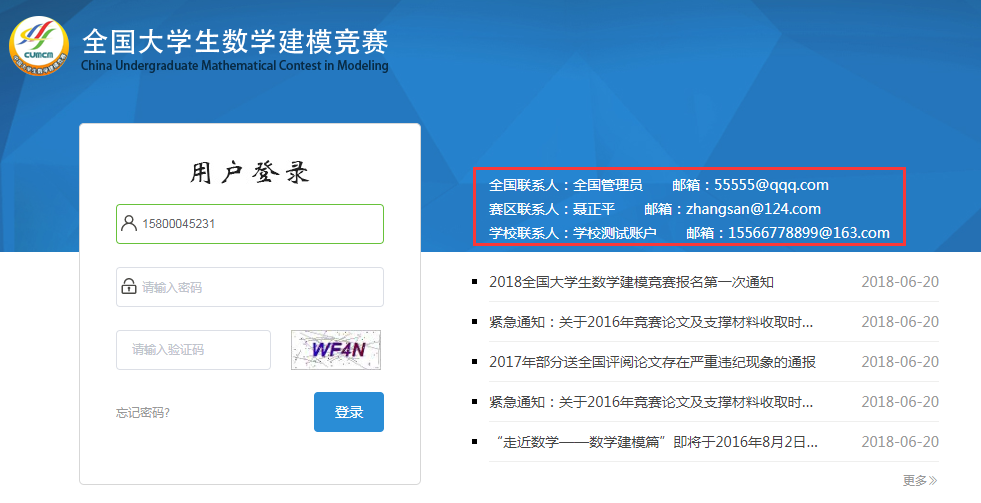 全国大学生数学建模竞赛
CUMCM
China Undergraduate Mathematical Contest in Modeling
用户登录
15800045231
请输入密码
请输入验证码
WF4N
忘记密码?
登录
全国联系人：全国管理员 邮箱：55555@qqq.com
赛区联系人：聂正平 邮箱：zhangsan@124.com
学校联系人：学校测试账户 邮箱：15566778899@163.com
2018全国大学生数学建模竞赛报名第一次通知 2018-06-20
紧急通知：关于2016年竞赛论文及支撑材料收取时... 2018-06-20
2017年部分送全国评阅论文存在严重违纪现象的通报 2018-06-20
紧急通知：关于2016年竞赛论文及支撑材料收取时... 2018-06-20
“走近数学——数学建模篇”即将于2016年8月2日... 2018-06-20
更多》